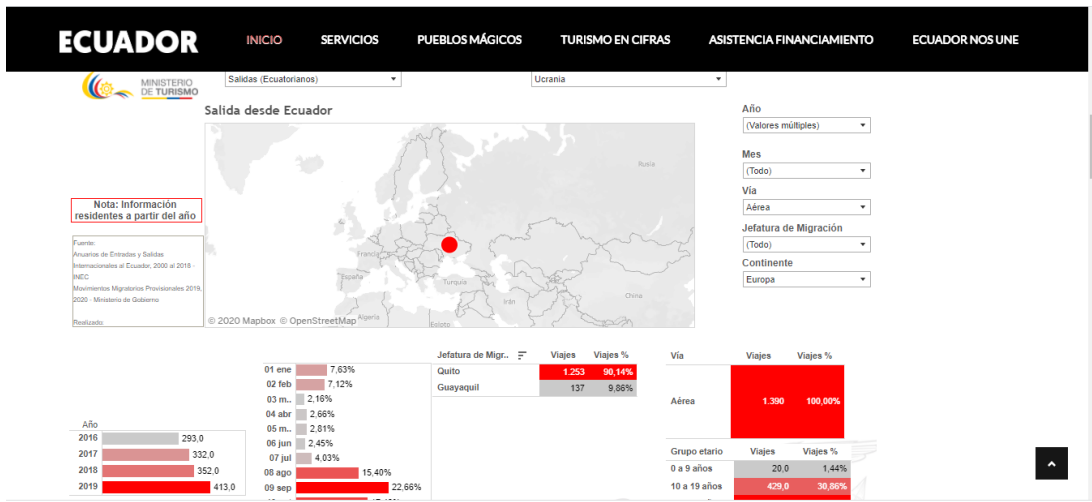 ECUADOR INICIO SERVICIOS PUEBLOS MÁGICOS TURISMO EN CIFRAS ASISTENCIA FINANCIAMIENTO ECUADOR NOS UNE
MINISTERIO
DE TURISMO
Salidas (Ecuatorianos)
Ucrania
Salida desde Ecuador
Rusia
Francia
España
Turquía
Irán
China
Argelia
Egipto
© 2020 Mapbox © OpenStreetMap
Nota: Información
residentes a partir del año
Fuente:
Anuarios de Entradas y Salidas
Internacionales al Ecuador, 2000 al 2018 -
INEC
Movimientos Migratorios Provisionales 2019,
2020 - Ministerio de Gobierno
Realizado:
Año
(Valores múltiples)
Mes
(Todo)
Vía
Aérea
Jefatura de Migración
(Todo)
Continente
Europa
Año
2016 293,0
2017 332,0
2018 352,0
2019 413,0
01 ene 7,63%
02 feb 7,12%
03 m.. 2,16%
04 abr 2,66%
05 m.. 2,81%
06 jun 2,45%
07 jul 4,03%
08 ago 15,40%
09 sep 22,66%
Jefatura de Migr.. Viajes Viajes %
Quito 1.253 90,14%
Guayaquil 137 9,86%
Vía Viajes Viajes %
Aérea 1.390 100,00%
Grupo etario Viajes Viajes %
0 a 9 años 20,0 1,44%
10 a 19 años 429,0 30,86%